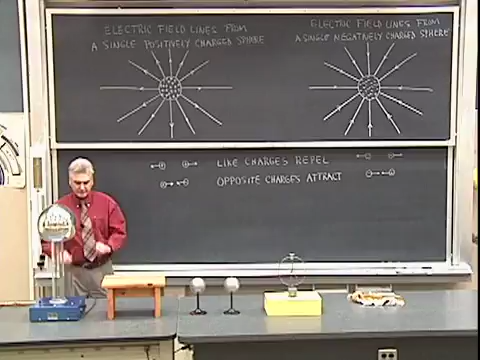 ELECTRIC FIELD LINES FROM
A SINGLE POSITIVELY CHARGED SPHERE
ELECTRIC FIELD LINES FROM
A SINGLE NEGATIVELY CHARGED SPHERE
LIKE CHARGES REPEL
OPPOSITE CHARGES ATTRACT